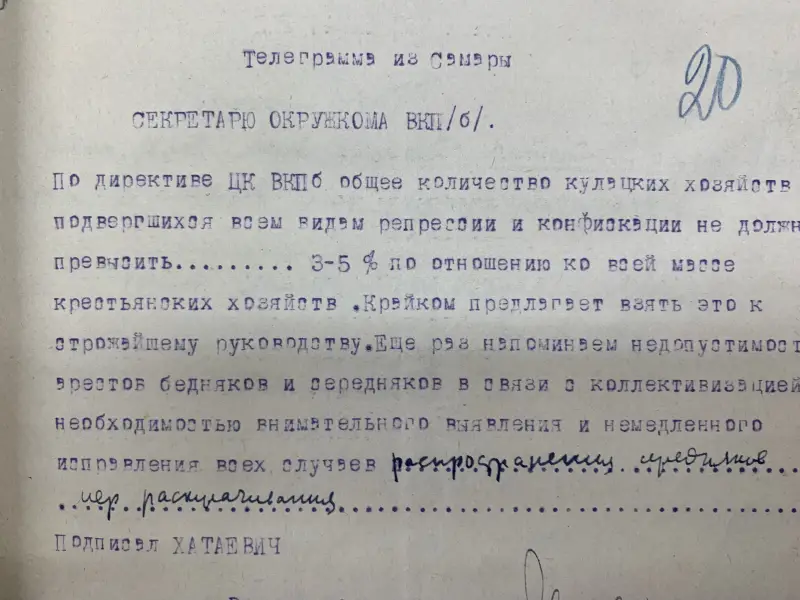 Телеграмма из Самары
20
СЕКРЕТАРЮ ОКРУЖКОМА ВКП/б/.
По директиве ЦК ВКПб общее количество кулацких хозяйств
подвергшихся всем видам репрессии и конфискации не должн
превысить.......... 3-5 % по отношению ко всей массе
крестьянских хозяйств .Крайком предлагает взять это к
строжайшему руководству.Еще раз напоминаем недопустимост
арестов бедняков и середняков в связи с коллективизацией
необходимостью внимательного выявления и немедленного
исправления всех случаев распространения
мер раскулачивания
Подписал ХАТАЕВИЧ